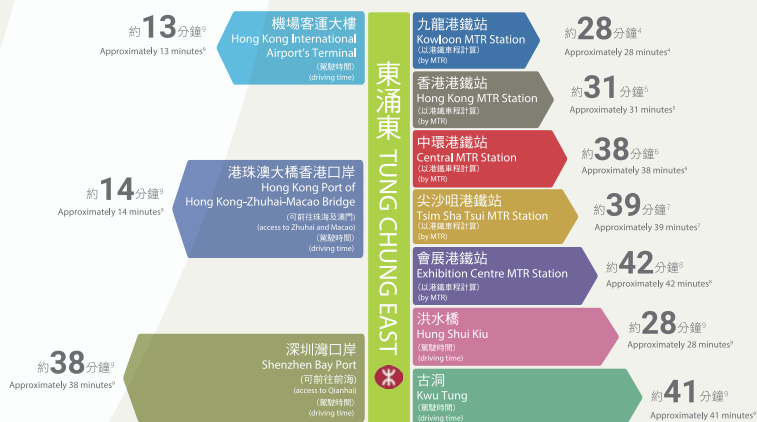 約13分鐘⁹
Approximately 13 minutes⁹
機場客運大樓
Hong Kong International
Airport's Terminal
(駕駛時間)
(driving time)
約14分鐘⁹
Approximately 14 minutes⁹
港珠澳大橋香港口岸
Hong Kong Port of
Hong Kong-Zhuhai-Macao Bridge
(可前往珠海及澳門)
(access to Zhuhai and Macao)
(駕駛時間)
(driving time)
約38分鐘⁹
Approximately 38 minutes⁹
深圳灣口岸
Shenzhen Bay Port
(可前往前海)
(access to Qianhai)
(駕駛時間)
(driving time)
東涌東 TUNG CHUNG EAST
九龍港鐵站
Kowloon MTR Station
(以港鐵車程計算)
(by MTR)
約28分鐘⁴
Approximately 28 minutes⁴
香港港鐵站
Hong Kong MTR Station
(以港鐵車程計算)
(by MTR)
約31分鐘⁵
Approximately 31 minutes⁵
中環港鐵站
Central MTR Station
(以港鐵車程計算)
(by MTR)
約38分鐘⁶
Approximately 38 minutes⁶
尖沙咀港鐵站
Tsim Sha Tsui MTR Station
(以港鐵車程計算)
(by MTR)
約39分鐘⁷
Approximately 39 minutes⁷
會展港鐵站
Exhibition Centre MTR Station
(以港鐵車程計算)
(by MTR)
約42分鐘⁸
Approximately 42 minutes⁸
洪水橋
Hung Shui Kiu
(駕駛時間)
(driving time)
約28分鐘⁹
Approximately 28 minutes⁹
古洞
Kwu Tung
(駕駛時間)
(driving time)
約41分鐘⁹
Approximately 41 minutes⁹